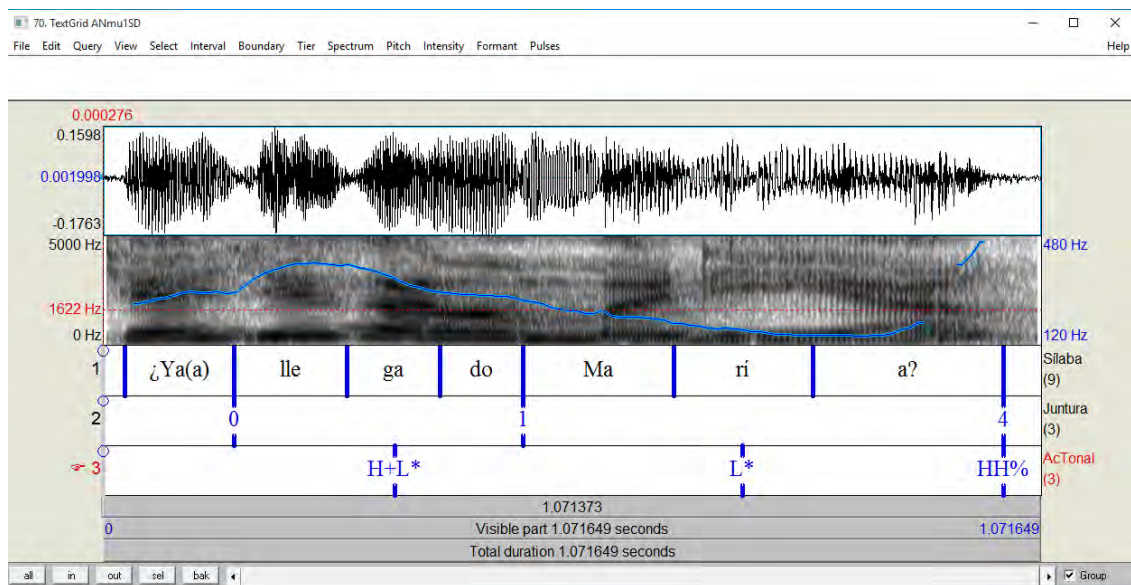 70. TextGrid ANmu1SD
File Edit Query View Select Interval Boundary Tier Spectrum Pitch Intensity Formant Pulses Help
0.000276
0.1598
0.001998
-0.1763
5000 Hz 480 Hz
1622 Hz
0 Hz 120 Hz
1 ¿Ya(a) lle ga do Ma rí a? Sílaba
(9)
2 0 1 4 Juntura
(3)
3 H+L* L* HH% AcTonal
(3)
1.071373
0 Visible part 1.071649 seconds 1.071649
Total duration 1.071649 seconds
all in out sel bak Group